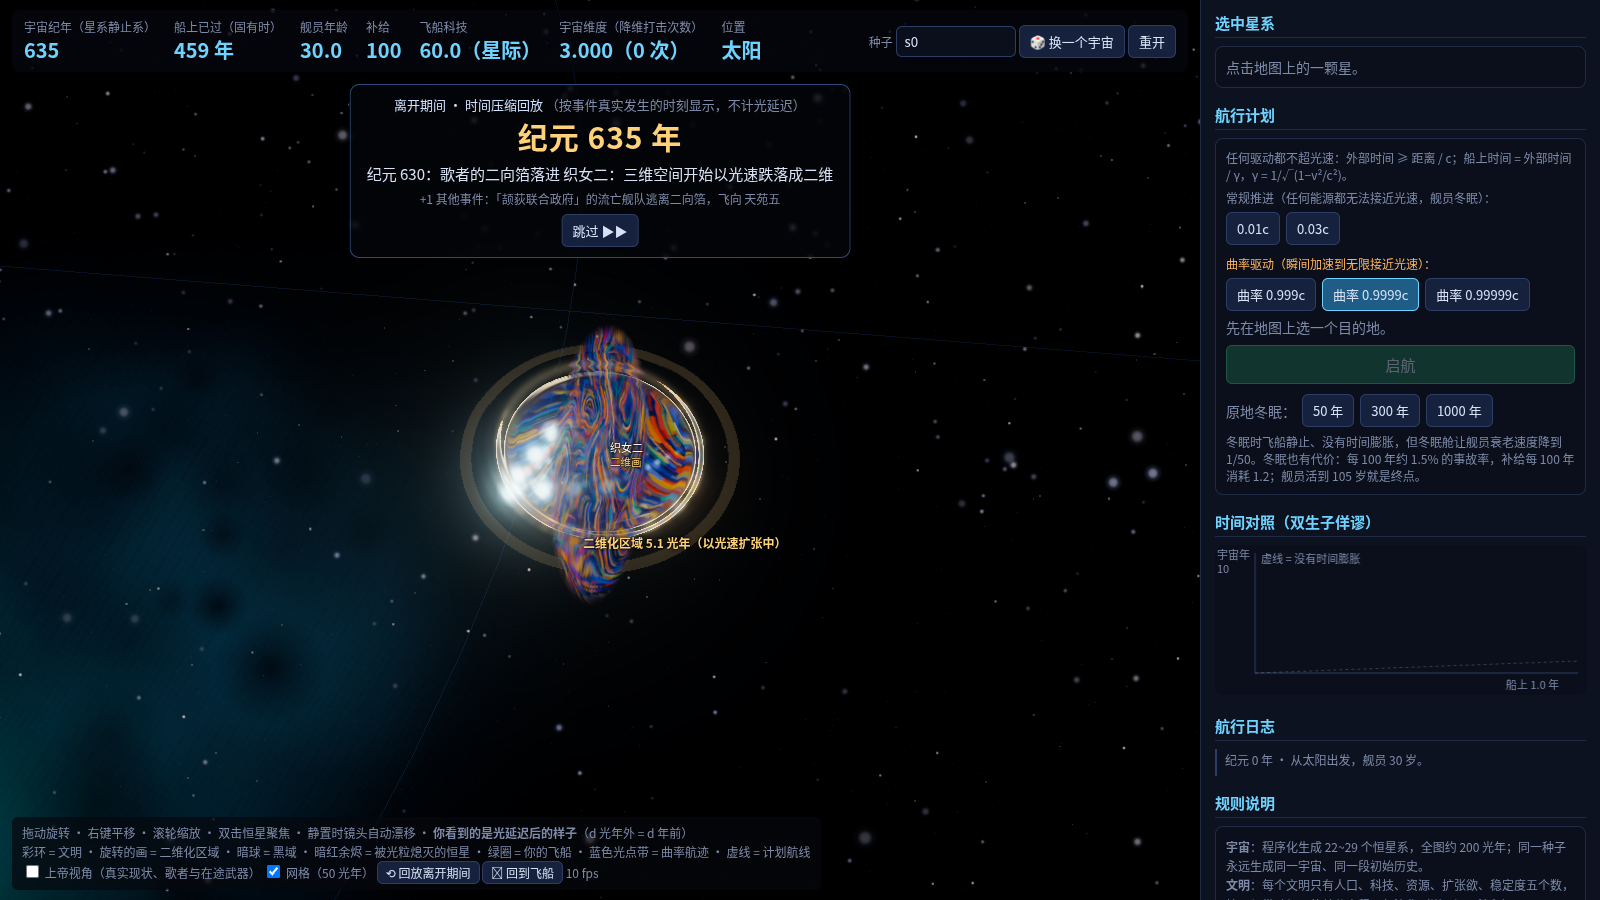 宇宙纪年（星系静止系）
635
船上已过（固有时）
459 年
舰员年龄
30.0
补给
100
飞船科技
60.0（星际）
宇宙维度（降维打击次数）
3.000（0 次）
位置
太阳
种子
s0
🎲 换一个宇宙
重开
离开期间 · 时间压缩回放 （按事件真实发生的时刻显示，不计光延迟）
纪元 635 年
纪元 630：歌者的二向箔落进 织女二：三维空间开始以光速跌落成二维
+1 其他事件：「颉荻联合政府」的流亡舰队逃离二向箔，飞向 天苑五
跳过 ▶▶
织女二
二维画
二维化区域 5.1 光年（以光速扩张中）
拖动旋转 · 右键平移 · 滚轮缩放 · 双击恒星聚焦 · 静置时镜头自动漂移 · 你看到的是光延迟后的样子（d 光年外 = d 年前）
彩环 = 文明 · 旋转的画 = 二维化区域 · 暗球 = 黑域 · 暗红余烬 = 被光粒熄灭的恒星 · 绿圈 = 你的飞船 · 蓝色光点带 = 曲率航迹 · 虚线 = 计划航线
上帝视角（真实现状、歌者与在途武器）
网格（50 光年）
⟲ 回放离开期间
回到飞船
10 fps
选中星系
点击地图上的一颗星。
航行计划
任何驱动都不超光速：外部时间 ⩾ 距离 / c；船上时间 = 外部时间
/ γ，γ = 1/√(1−v²/c²)。
常规推进（任何能源都无法接近光速，舰员冬眠）：
0.01c
0.03c
曲率驱动（瞬间加速到无限接近光速）：
曲率 0.999c
曲率 0.9999c
曲率 0.99999c
先在地图上选一个目的地。
启航
原地冬眠：
50 年
300 年
1000 年
冬眠时飞船静止、没有时间膨胀，但冬眠舱让舰员衰老速度降到
1/50。冬眠也有代价：每 100 年约 1.5% 的事故率，补给每 100 年
消耗 1.2；舰员活到 105 岁就是终点。
时间对照（双生子佯谬）
宇宙年
10
虚线 = 没有时间膨胀
船上 1.0 年
航行日志
纪元 0 年 · 从太阳出发，舰员 30 岁。
规则说明
宇宙：程序化生成 22~29 个恒星系，全图约 200 光年；同一种子
永远生成同一宇宙、同一段初始历史。
文明：每个文明只有人口、科技、资源、扩张欲、稳定度五个数，